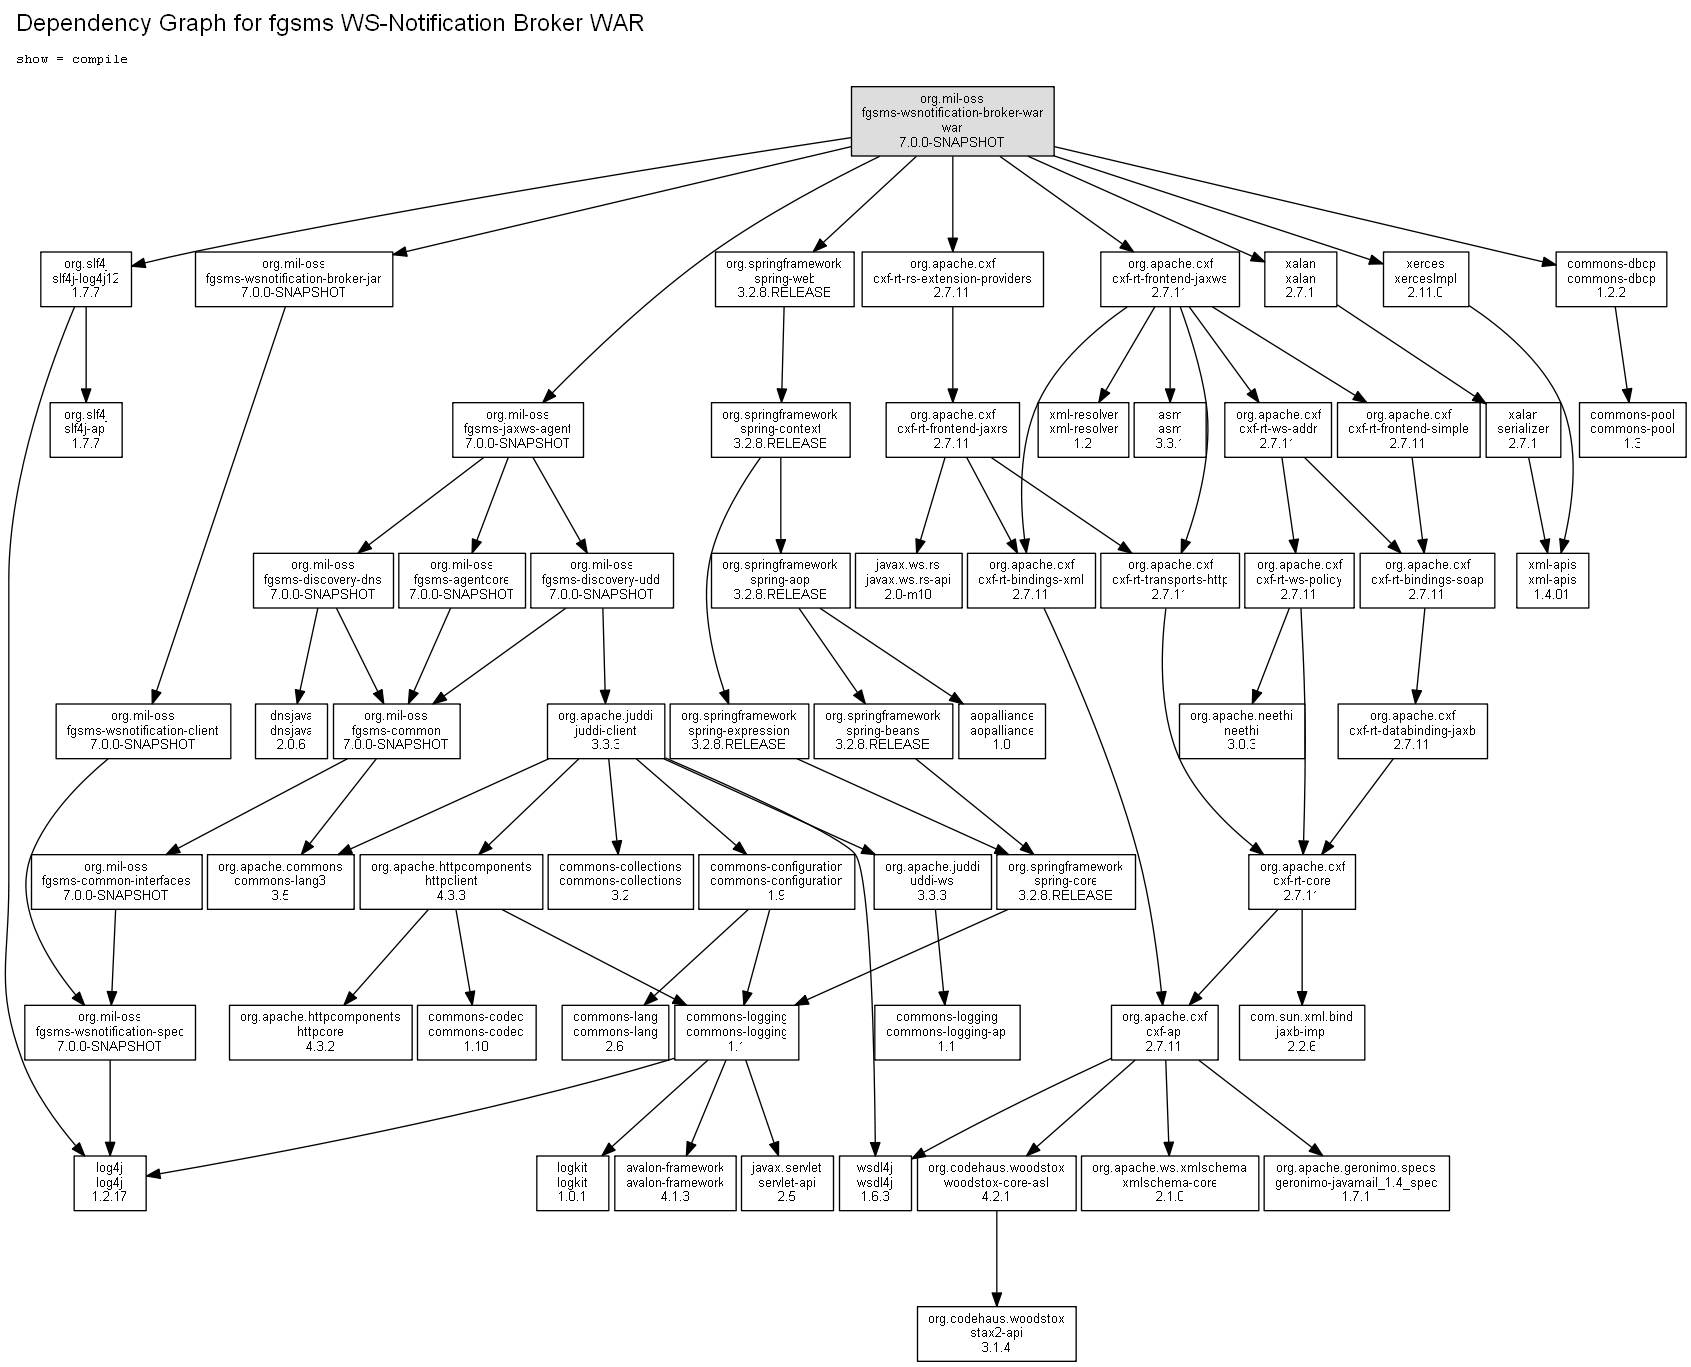 Dependency Graph for fgsms WS-Notification Broker WAR
show = compile
org.mil-oss
fgsms-wsnotification-broker-war
war
7.0.0-SNAPSHOT
org.slf4j
slf4j-log4j12
1.7.7
org.mil-oss
fgsms-wsnotification-broker-jar
7.0.0-SNAPSHOT
org.springframework
spring-web
3.2.8.RELEASE
org.apache.cxf
cxf-rt-rs-extension-providers
2.7.11
org.apache.cxf
cxf-rt-frontend-jaxws
2.7.11
xalan
xalan
2.7.1
xerces
xercesImpl
2.11.0
commons-dbcp
commons-dbcp
1.2.2
org.slf4j
slf4j-ap
1.7.7
org.mil-oss
fgsms-jaxws-agent
7.0.0-SNAPSHOT
org.springframework
spring-context
3.2.8.RELEASE
org.apache.cxf
cxf-rt-frontend-jaxrs
2.7.11
xml-resolver
xml-resolver
1.2
asm
asm
3.3.1
org.apache.cxf
cxf-rt-ws-addr
2.7.11
org.apache.cxf
cxf-rt-frontend-simple
2.7.11
xalan
serializer
2.7.1
commons-pool
commons-pool
1.3
org.mil-oss
fgsms-discovery-dns
7.0.0-SNAPSHOT
org.mil-oss
fgsms-agentcore
7.0.0-SNAPSHOT
org.mil-oss
fgsms-discovery-udd
7.0.0-SNAPSHOT
org.springframework
spring-aop
3.2.8.RELEASE
javax.ws.rs
javax.ws.rs-api
2.0-m10
org.apache.cxf
cxf-rt-bindings-xml
2.7.11
org.apache.cxf
cxf-rt-transports-http
2.7.11
org.apache.cxf
cxf-rt-ws-policy
2.7.11
org.apache.cxf
cxf-rt-bindings-soap
2.7.11
xml-apis
xml-apis
1.4.01
org.mil-oss
fgsms-wsnotification-client
7.0.0-SNAPSHOT
dnsjava
dnsjava
2.0.6
org.mil-oss
fgsms-common
7.0.0-SNAPSHOT
org.apache.juddi
juddi-client
3.3.3
org.springframework
spring-expression
3.2.8.RELEASE
org.springframework
spring-beans
3.2.8.RELEASE
aopalliance
aopalliance
1.0
org.apache.neethi
neethi
3.0.3
org.apache.cxf
cxf-rt-databinding-jaxb
2.7.11
org.mil-oss
fgsms-common-interfaces
7.0.0-SNAPSHOT
org.apache.commons
commons-lang3
3.5
org.apache.httpcomponents
httpclient
4.3.3
commons-collections
commons-collections
3.2
commons-configuration
commons-configuration
1.9
org.apache.juddi
uddi-ws
3.3.3
org.springframework
spring-core
3.2.8.RELEASE
org.apache.cxf
cxf-rt-core
2.7.11
org.mil-oss
fgsms-wsnotification-spec
7.0.0-SNAPSHOT
org.apache.httpcomponents
httpcore
4.3.2
commons-codec
commons-codec
1.10
commons-lang
commons-lang
2.6
commons-logging
commons-logging
1.1
commons-logging
commons-logging-ap
1.1
org.apache.cxf
cxf-ap
2.7.11
com.sun.xml.bind
jaxb-imp
2.2.6
log4j
log4j
1.2.17
logkit
logkit
1.0.1
avalon-framework
avalon-framework
4.1.3
javax.servlet
servlet-api
2.5
wsdl4j
wsdl4j
1.6.3
org.codehaus.woodstox
woodstox-core-asl
4.2.1
org.apache.ws.xmlschema
xmlschema-core
2.1.0
org.apache.geronimo.specs
geronimo-javamail_1.4_spec
1.7.1
org.codehaus.woodstox
stax2-api
3.1.4